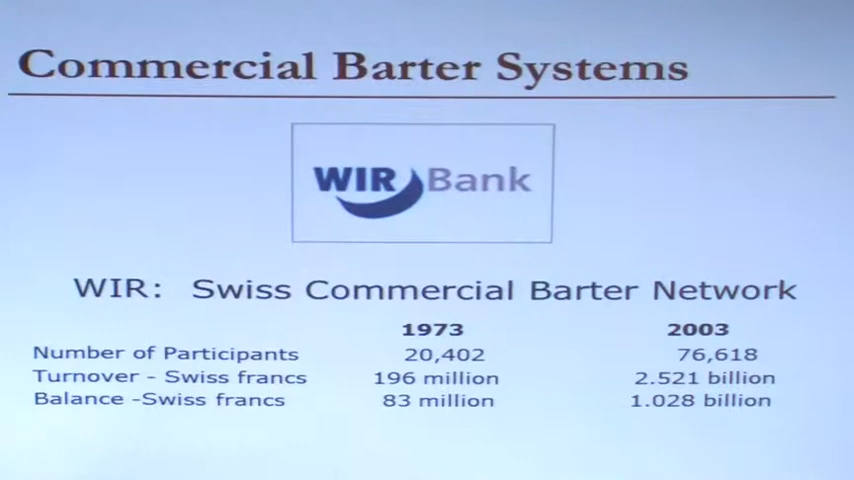 Commercial Barter Systems
WIR Bank
WIR: Swiss Commercial Barter Network
1973 2003
Number of Participants 20,402 76,618
Turnover - Swiss francs 196 million 2.521 billion
Balance -Swiss francs 83 million 1.028 billion